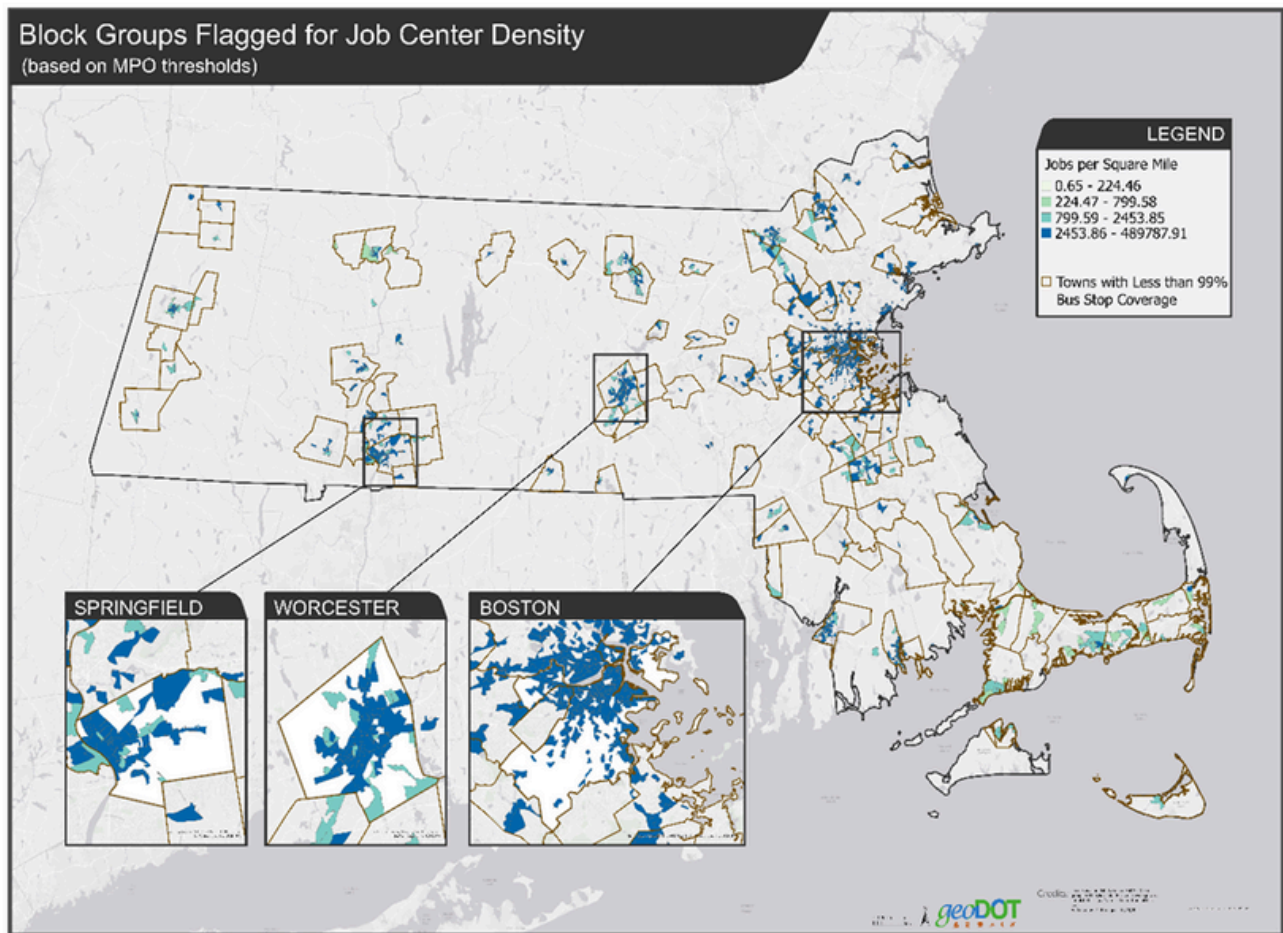 Block Groups Flagged for Job Center Density
(based on MPO thresholds)
LEGEND
Jobs per Square Mile
0.65 - 224.46
224.47 - 799.58
799.59 - 2453.85
2453.86 - 489787.91
Towns with Less than 99%
Bus Stop Coverage
SPRINGFIELD
WORCESTER
BOSTON
geoDOT
Credits: